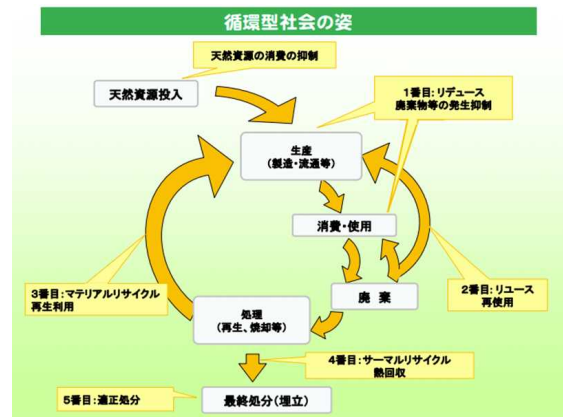 循環型社会の姿
天然資源の消費の抑制
天然資源投入
1番目：リデュース
廃棄物等の発生抑制
生産
（製造・流通等）
消費・使用
廃 棄
2番目：リユース
再使用
3番目：マテリアルリサイクル
再生利用
処理
（再生、焼却等）
4番目：サーマルリサイクル
熱回収
5番目：適正処分
最終処分（埋立）